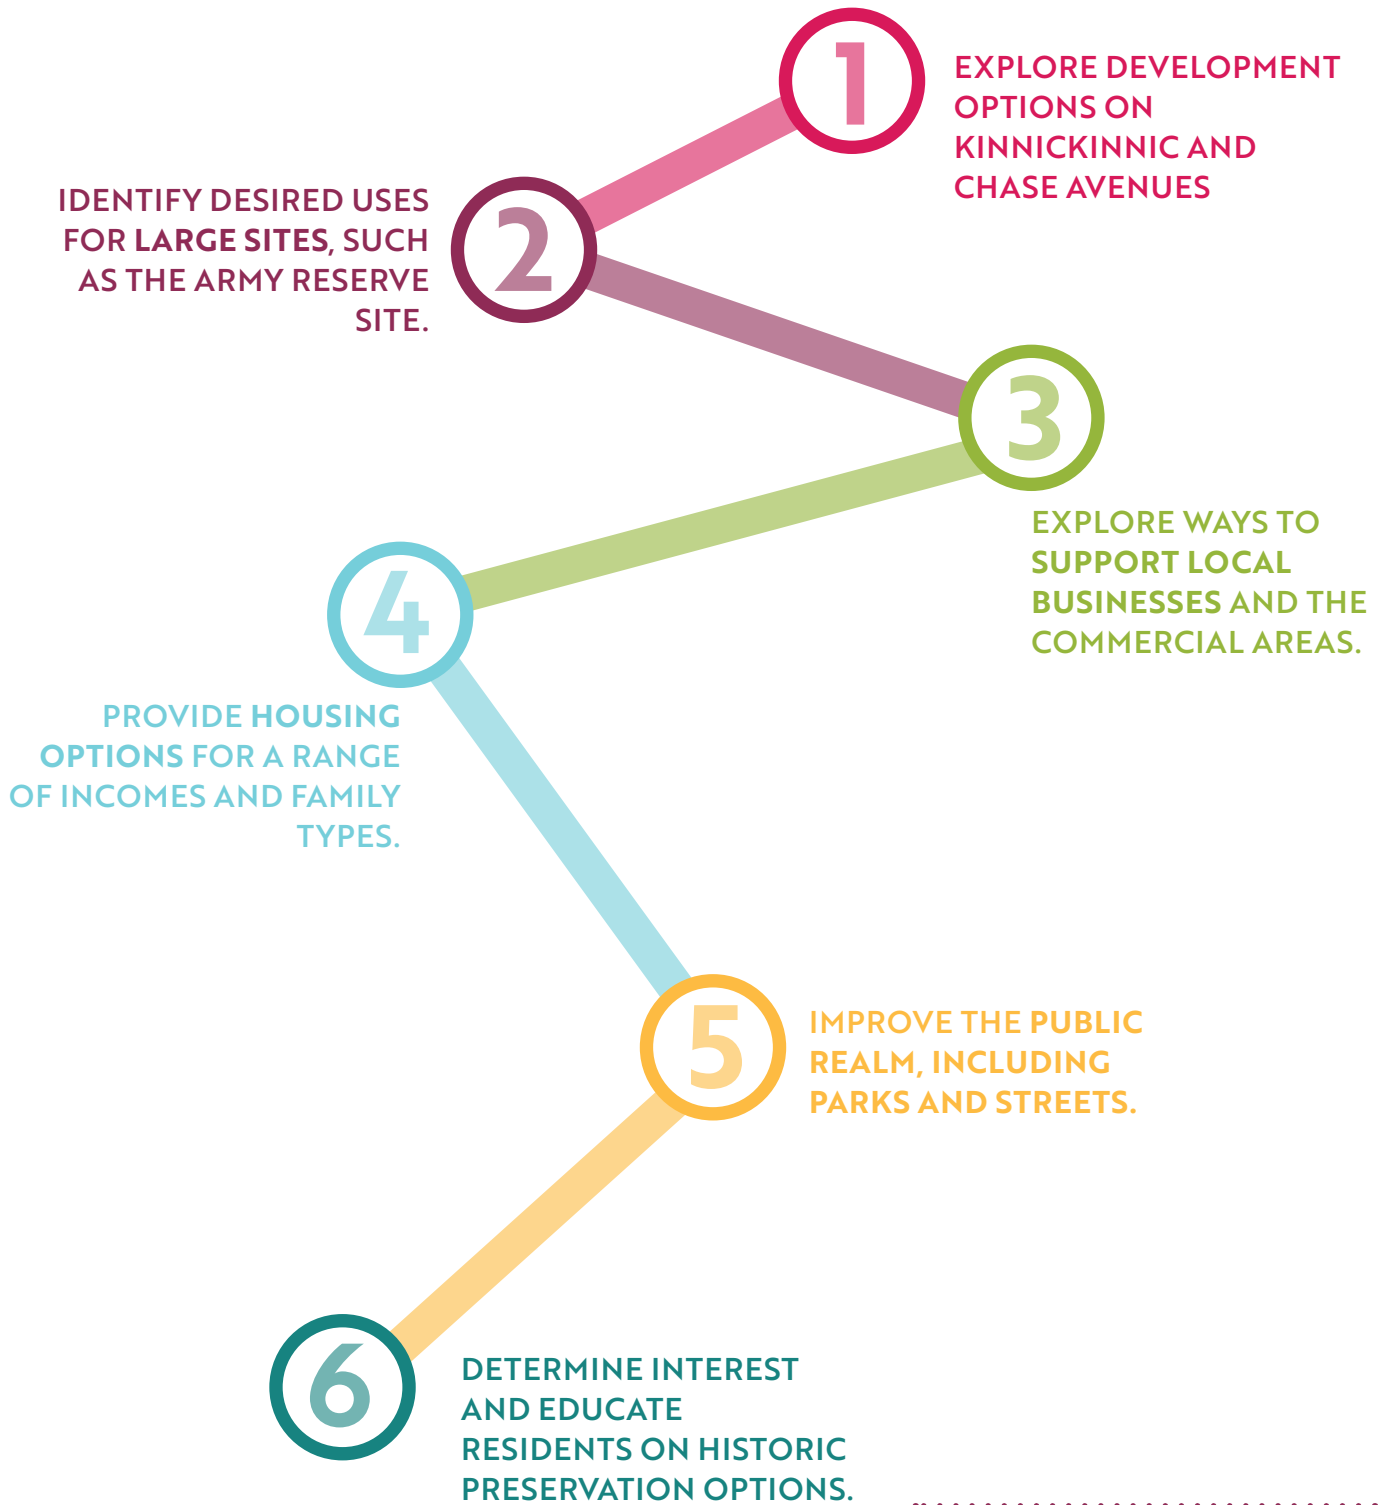 1
EXPLORE DEVELOPMENT
OPTIONS ON
KINNICKINNIC AND
CHASE AVENUES
2
IDENTIFY DESIRED USES
FOR LARGE SITES, SUCH
AS THE ARMY RESERVE
SITE.
3
EXPLORE WAYS TO
SUPPORT LOCAL
BUSINESSES AND THE
COMMERCIAL AREAS.
4
PROVIDE HOUSING
OPTIONS FOR A RANGE
OF INCOMES AND FAMILY
TYPES.
5
IMPROVE THE PUBLIC
REALM, INCLUDING
PARKS AND STREETS.
6
DETERMINE INTEREST
AND EDUCATE
RESIDENTS ON HISTORIC
PRESERVATION OPTIONS.